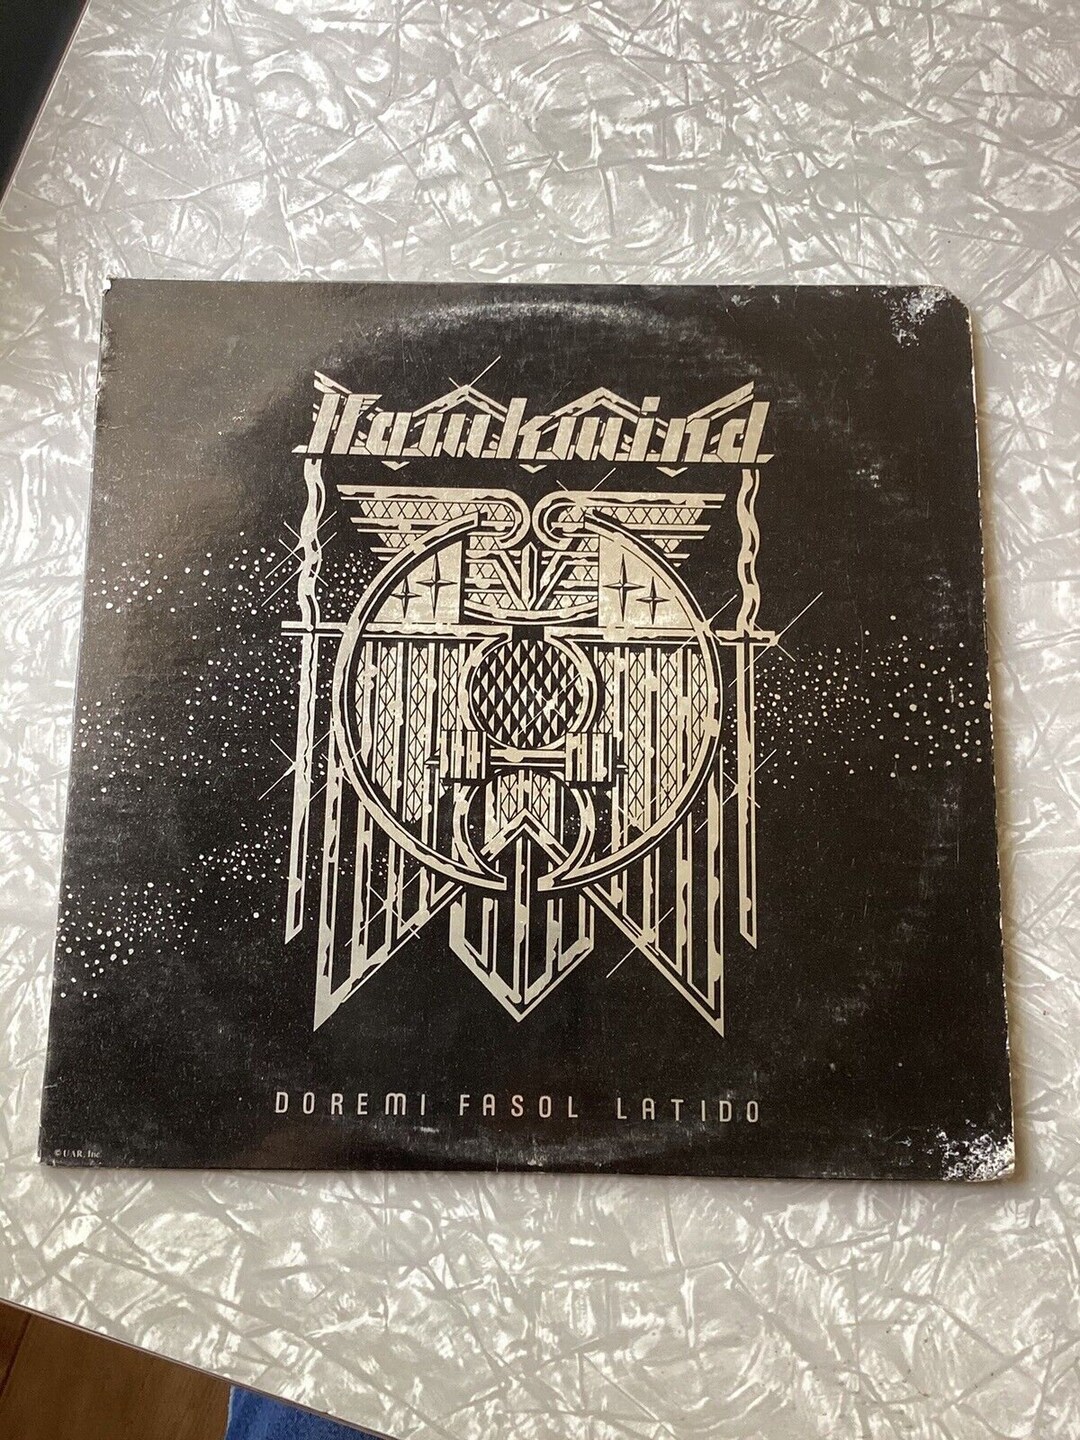 Hawkwind
DOREMI FASOL LATIDO
© UAR, Inc.